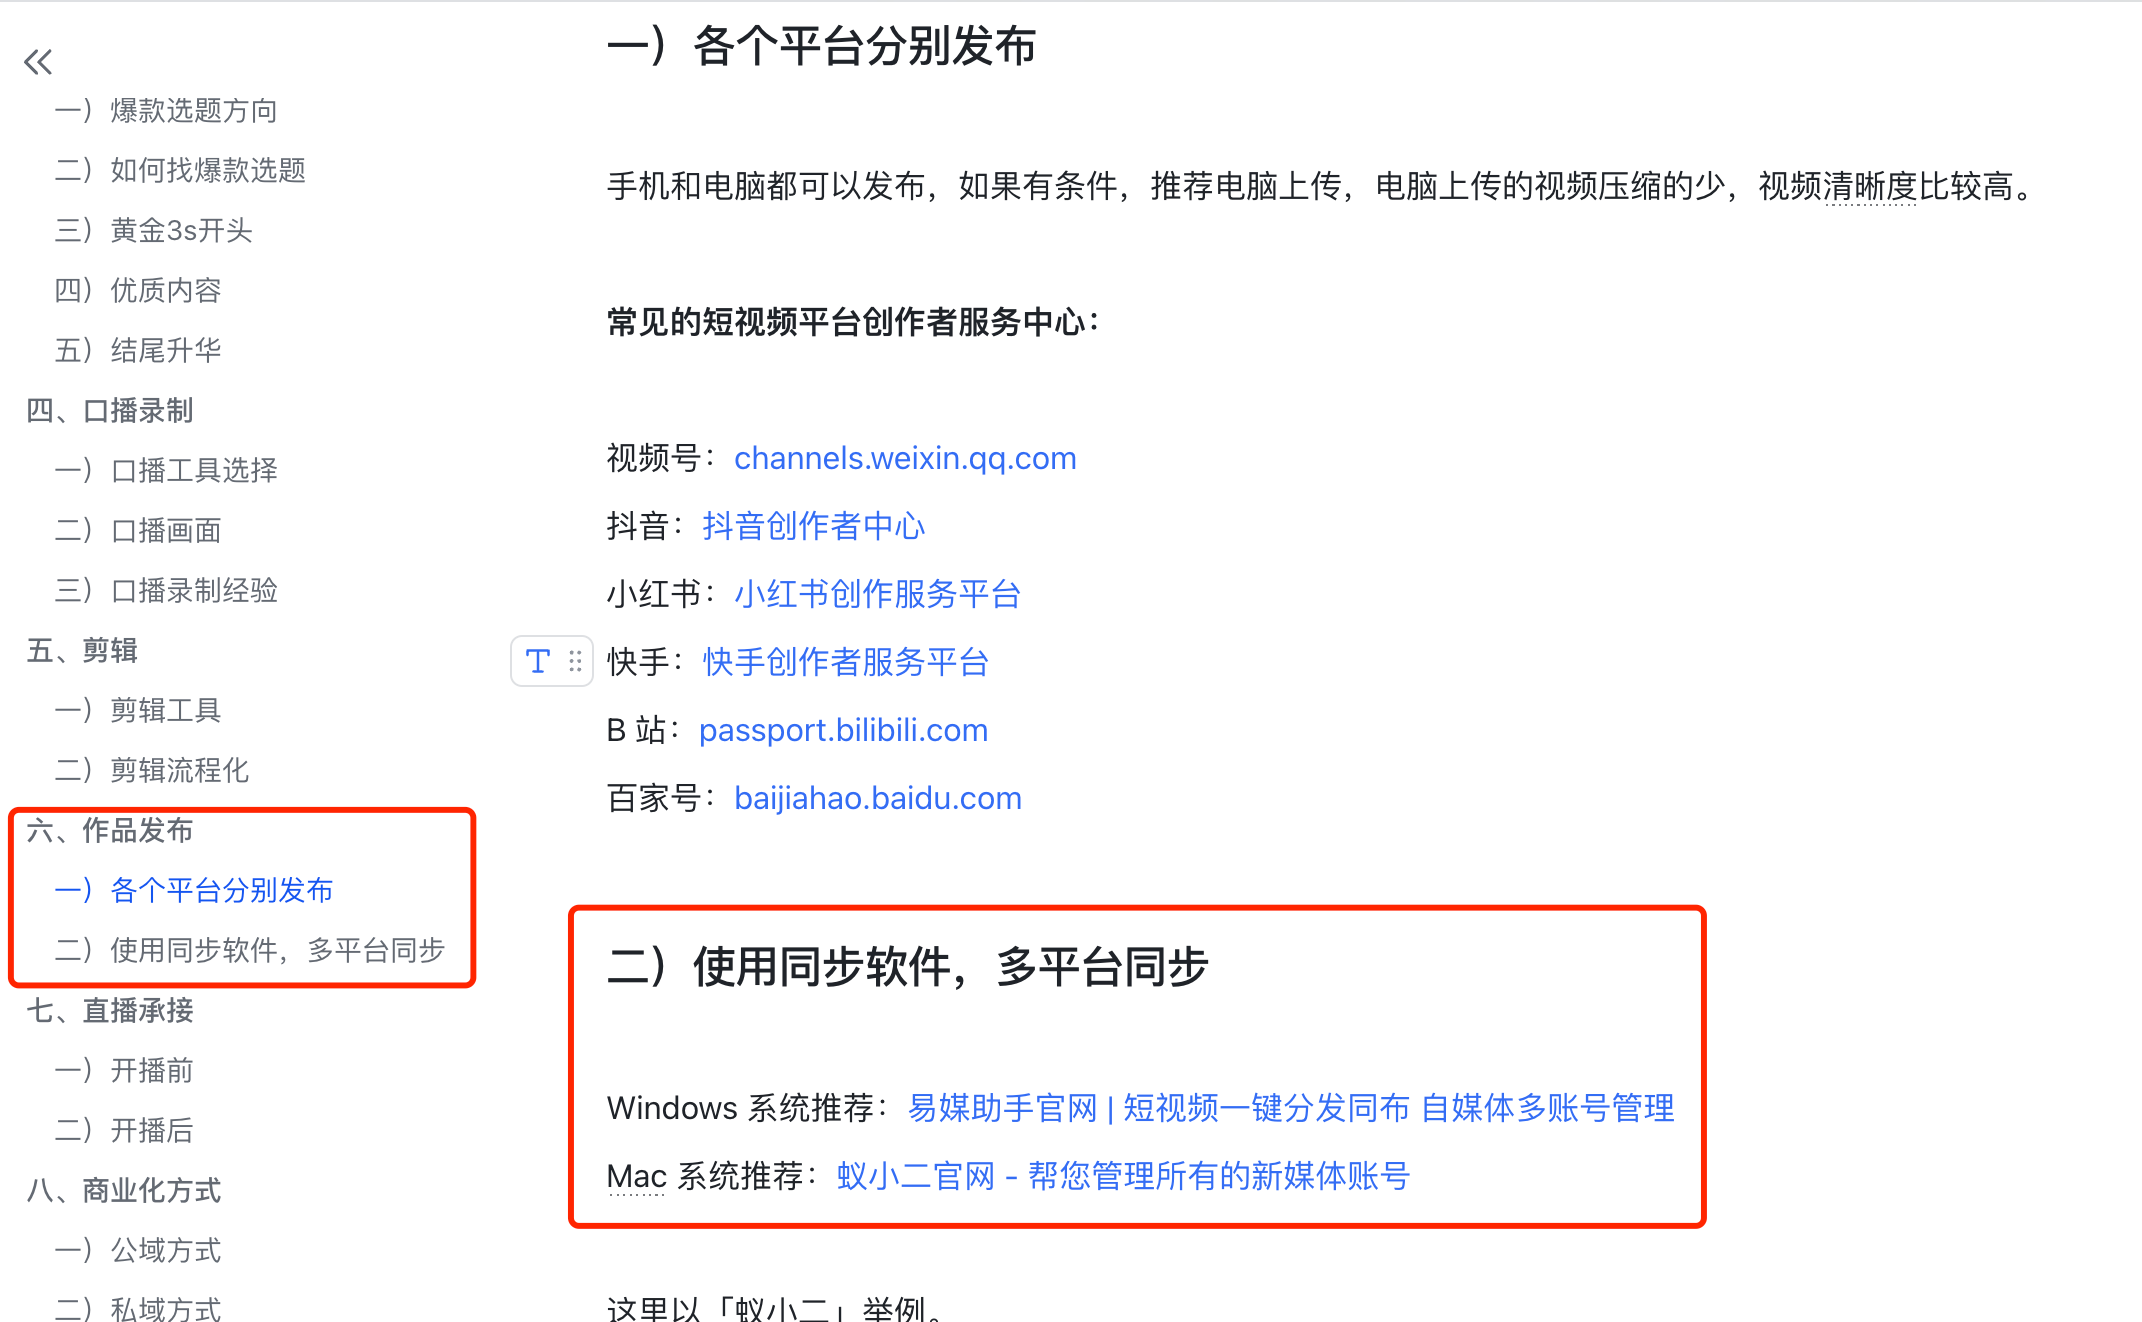 一）爆款选题方向
二）如何找爆款选题
三）黄金3s开头
四）优质内容
五）结尾升华
四、口播录制
一）口播工具选择
二）口播画面
三）口播录制经验
五、剪辑
一）剪辑工具
二）剪辑流程化
六、作品发布
一）各个平台分别发布
二）使用同步软件，多平台同步
七、直播承接
一）开播前
二）开播后
八、商业化方式
一）公域方式
二）私域方式
一）各个平台分别发布
手机和电脑都可以发布，如果有条件，推荐电脑上传，电脑上传的视频压缩的少，视频清晰度比较高。
常见的短视频平台创作者服务中心：
视频号：channels.weixin.qq.com
抖音：抖音创作者中心
小红书：小红书创作服务平台
快手：快手创作者服务平台
B 站：passport.bilibili.com
百家号：baijiahao.baidu.com
二）使用同步软件，多平台同步
Windows 系统推荐：易媒助手官网 | 短视频一键分发同布 自媒体多账号管理
Mac 系统推荐：蚁小二官网 - 帮您管理所有的新媒体账号
这里以「蚁小二」举例。